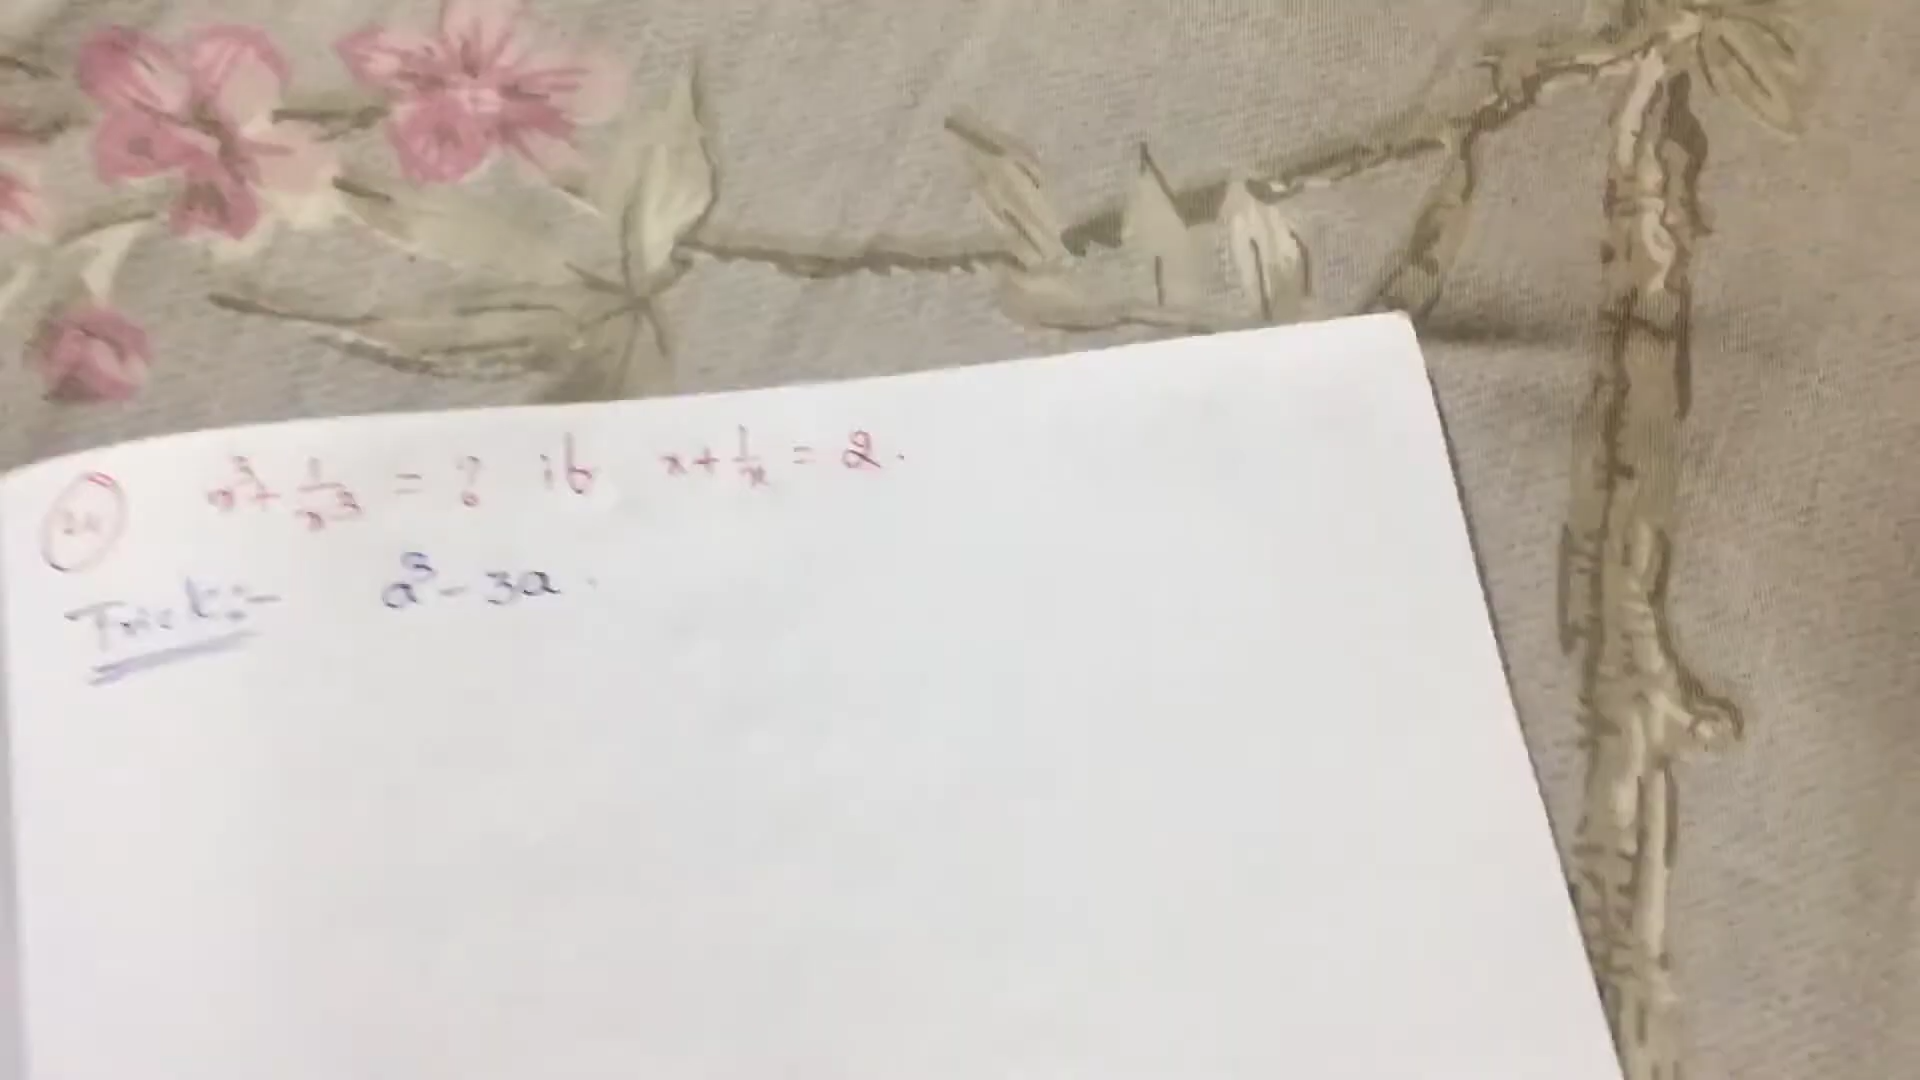 x³ + 1/x³ = ? if x + 1/x = 2.
Trick:- a³ - 3a.